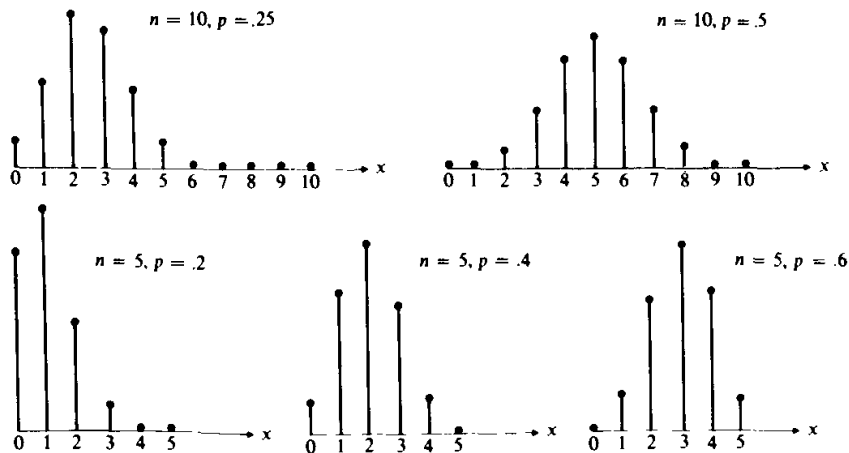 n = 10, p = .25
x
0 1 2 3 4 5 6 7 8 9 10
n = 10, p = .5
x
0 1 2 3 4 5 6 7 8 9 10
n = 5, p = .2
x
0 1 2 3 4 5
n = 5, p = .4
x
0 1 2 3 4 5
n = 5, p = .6
x
0 1 2 3 4 5